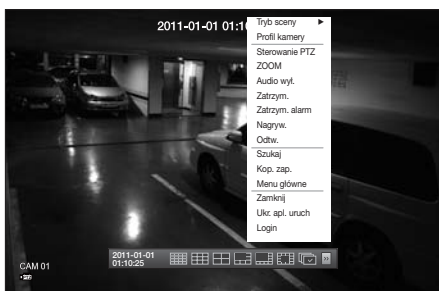 2011-01-01 01:1
Tryb sceny
Profil kamery
Sterowanie PTZ
ZOOM
Audio wył.
Zatrzym.
Zatrzym. alarm
Nagryw.
Odtw.
Szukaj
Kop. zap.
Menu główne
Zamknij
Ukr. apl. uruch
Login
2011-01-01
01:10:25
CAM 01